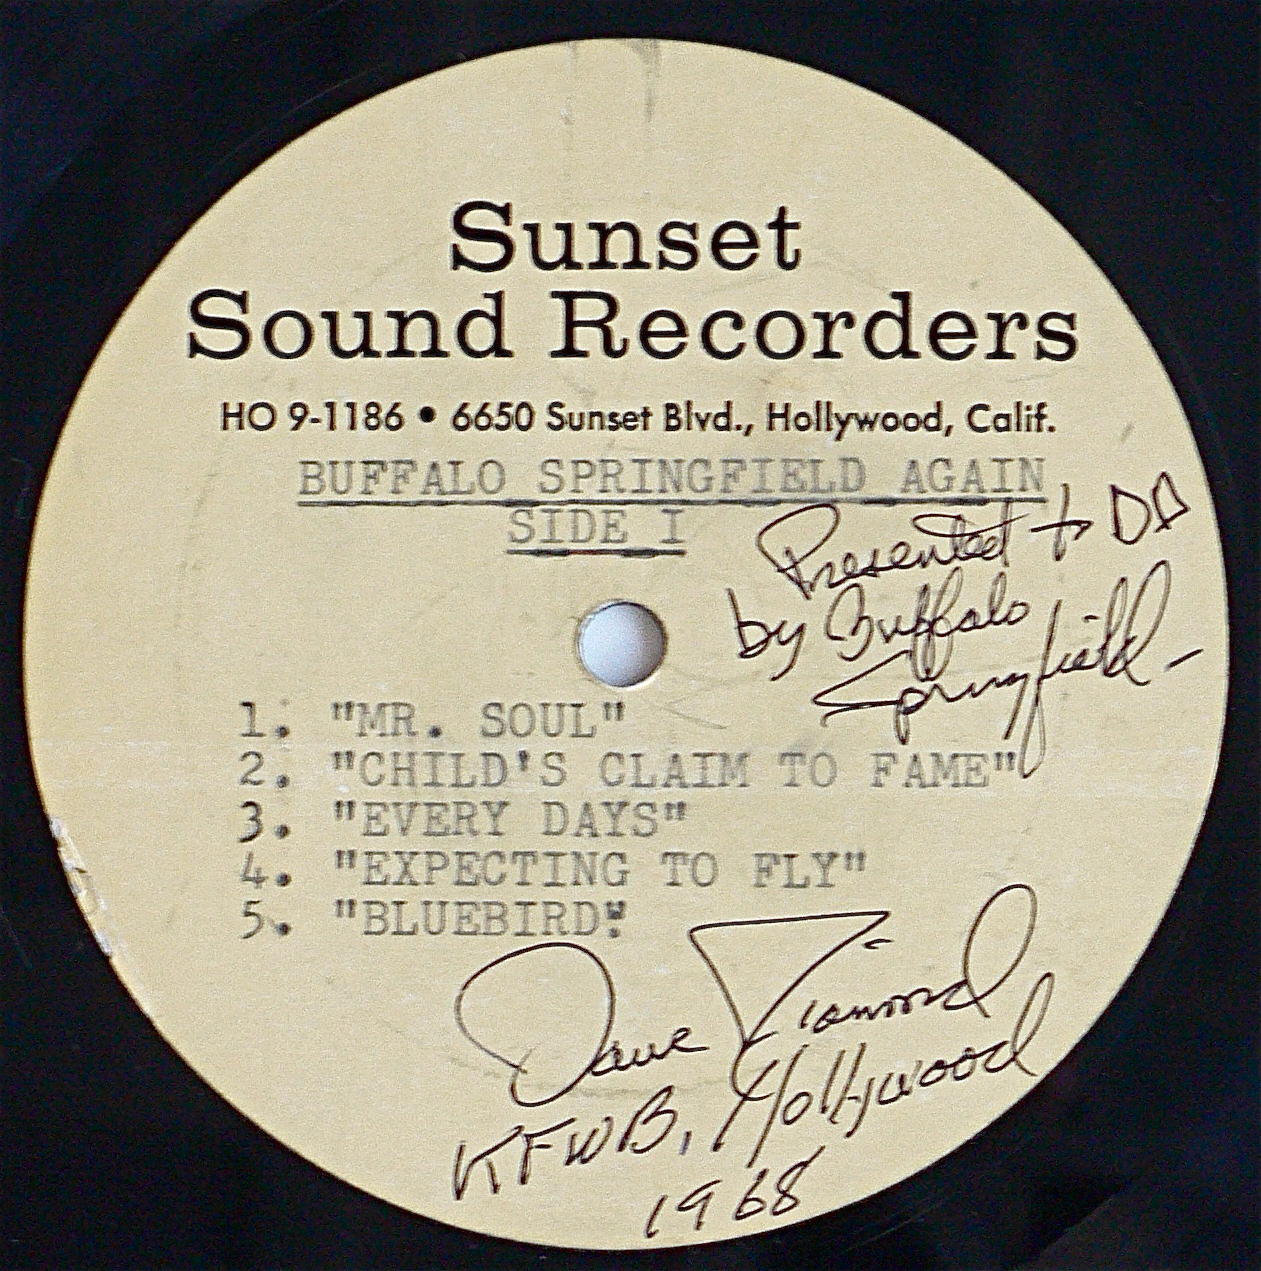 Sunset
Sound Recorders
HO 9-1186 • 6650 Sunset Blvd., Hollywood, Calif.
BUFFALO SPRINGFIELD AGAIN
SIDE I
Presented to DD
by Buffalo
Springfield-
1. "MR. SOUL"
2. "CHILD'S CLAIM TO FAME"
3. "EVERY DAYS"
4. "EXPECTING TO FLY"
5. "BLUEBIRD"
Dave Diamond
KFWB, Hollywood
1968